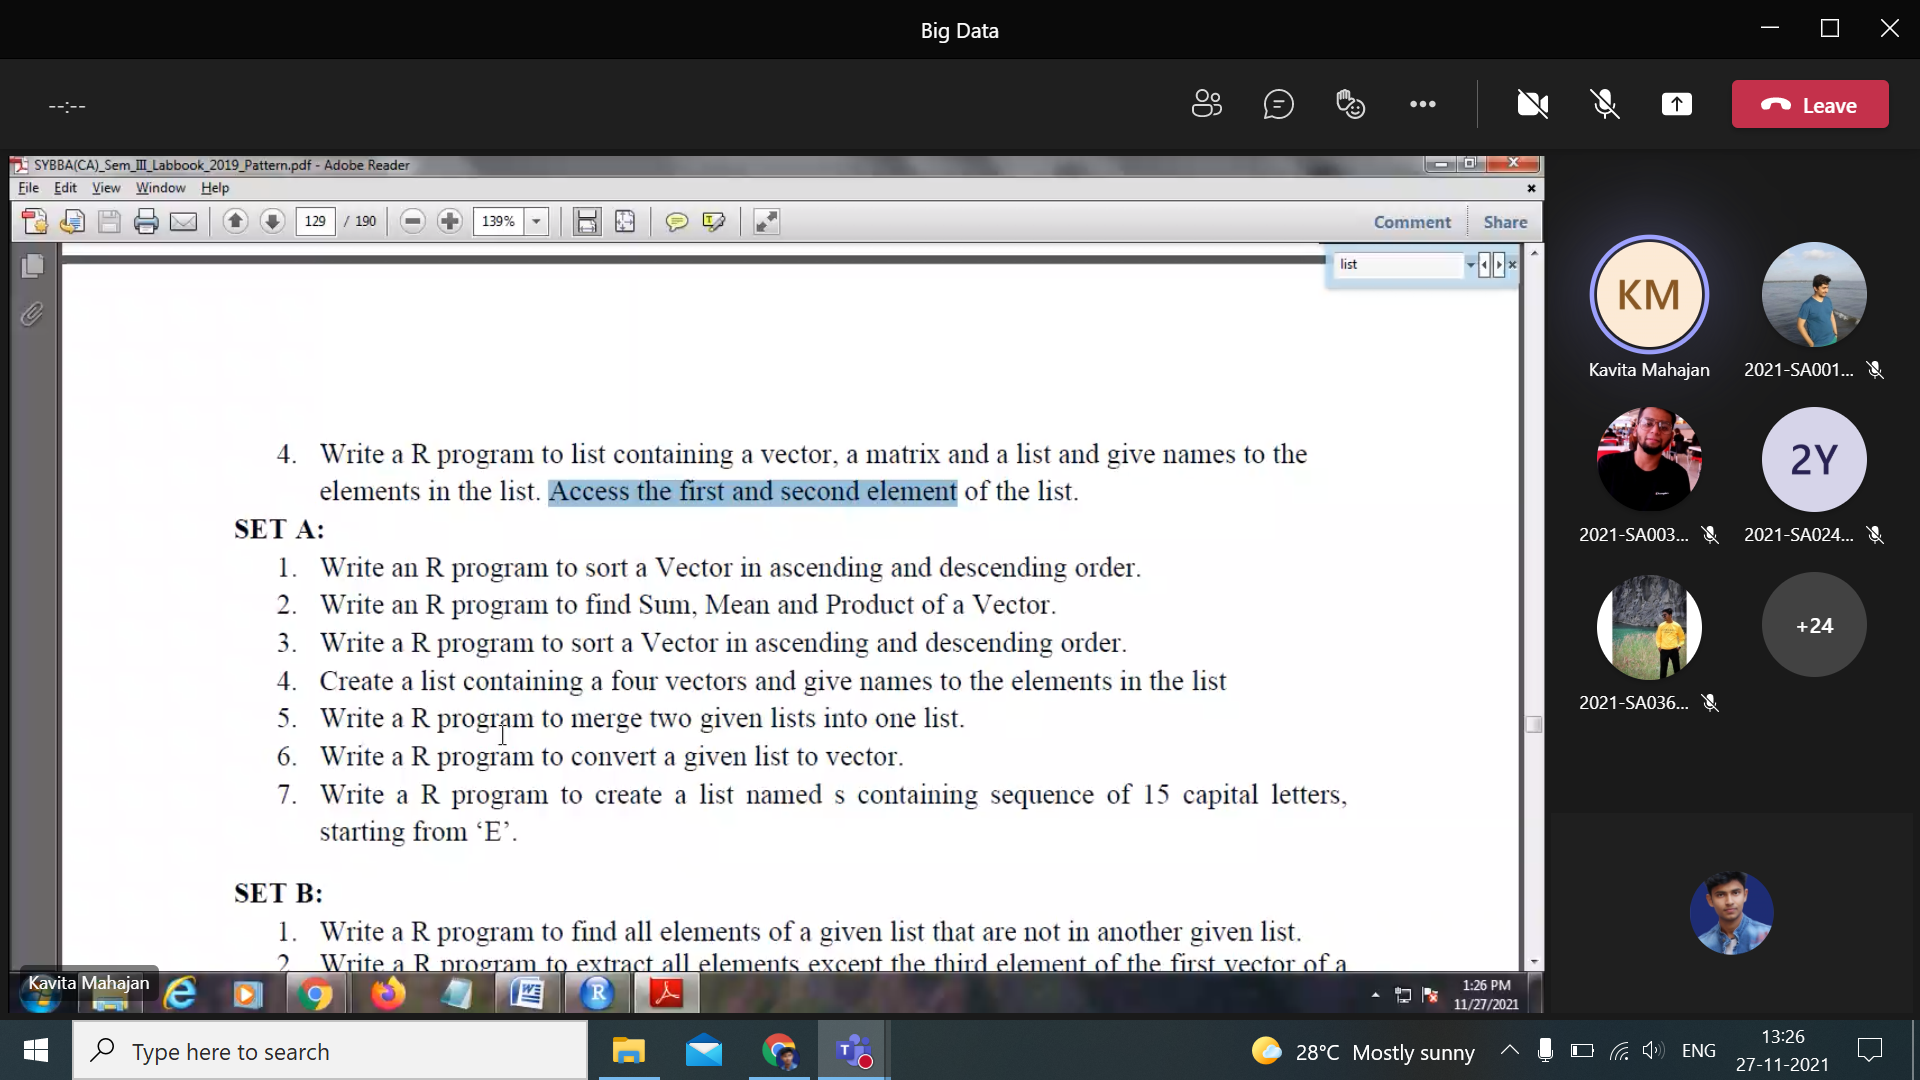 Big Data
--:--
Leave
SYBBA(CA)_Sem_III_Labbook_2019_Pattern.pdf - Adobe Reader
File Edit View Window Help
129 / 190 139% Comment Share
list
4. Write a R program to list containing a vector, a matrix and a list and give names to the
elements in the list. Access the first and second element of the list.
SET A:
1. Write an R program to sort a Vector in ascending and descending order.
2. Write an R program to find Sum, Mean and Product of a Vector.
3. Write a R program to sort a Vector in ascending and descending order.
4. Create a list containing a four vectors and give names to the elements in the list
5. Write a R program to merge two given lists into one list.
6. Write a R program to convert a given list to vector.
7. Write a R program to create a list named s containing sequence of 15 capital letters,
starting from ‘E’.
SET B:
1. Write a R program to find all elements of a given list that are not in another given list.
2. Write a R program to extract all elements except the third element of the first vector of a
KM
Kavita Mahajan
2021-SA001...
2Y
2021-SA003...
2021-SA024...
+24
2021-SA036...
Kavita Mahajan
1:26 PM
11/27/2021
Type here to search
28°C Mostly sunny
ENG
13:26
27-11-2021